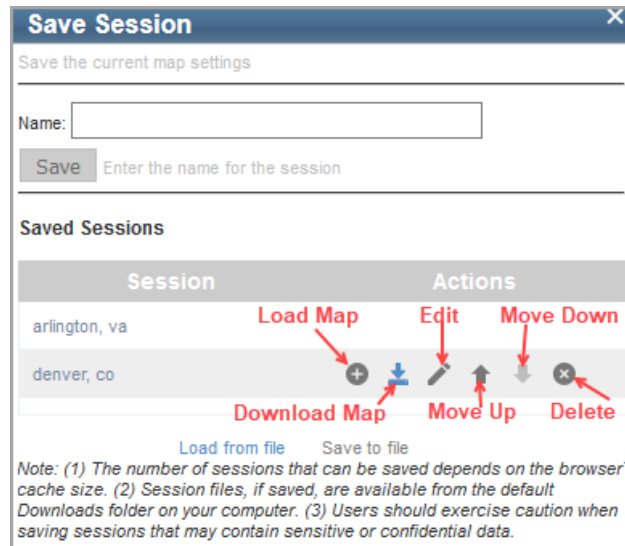 Save Session
Save the current map settings
Name:
Save Enter the name for the session
Saved Sessions
Session Actions
arlington, va Load Map Edit Move Down
denver, co
Download Map Move Up Delete
Load from file Save to file
Note: (1) The number of sessions that can be saved depends on the browser
cache size. (2) Session files, if saved, are available from the default
Downloads folder on your computer. (3) Users should exercise caution when
saving sessions that may contain sensitive or confidential data.